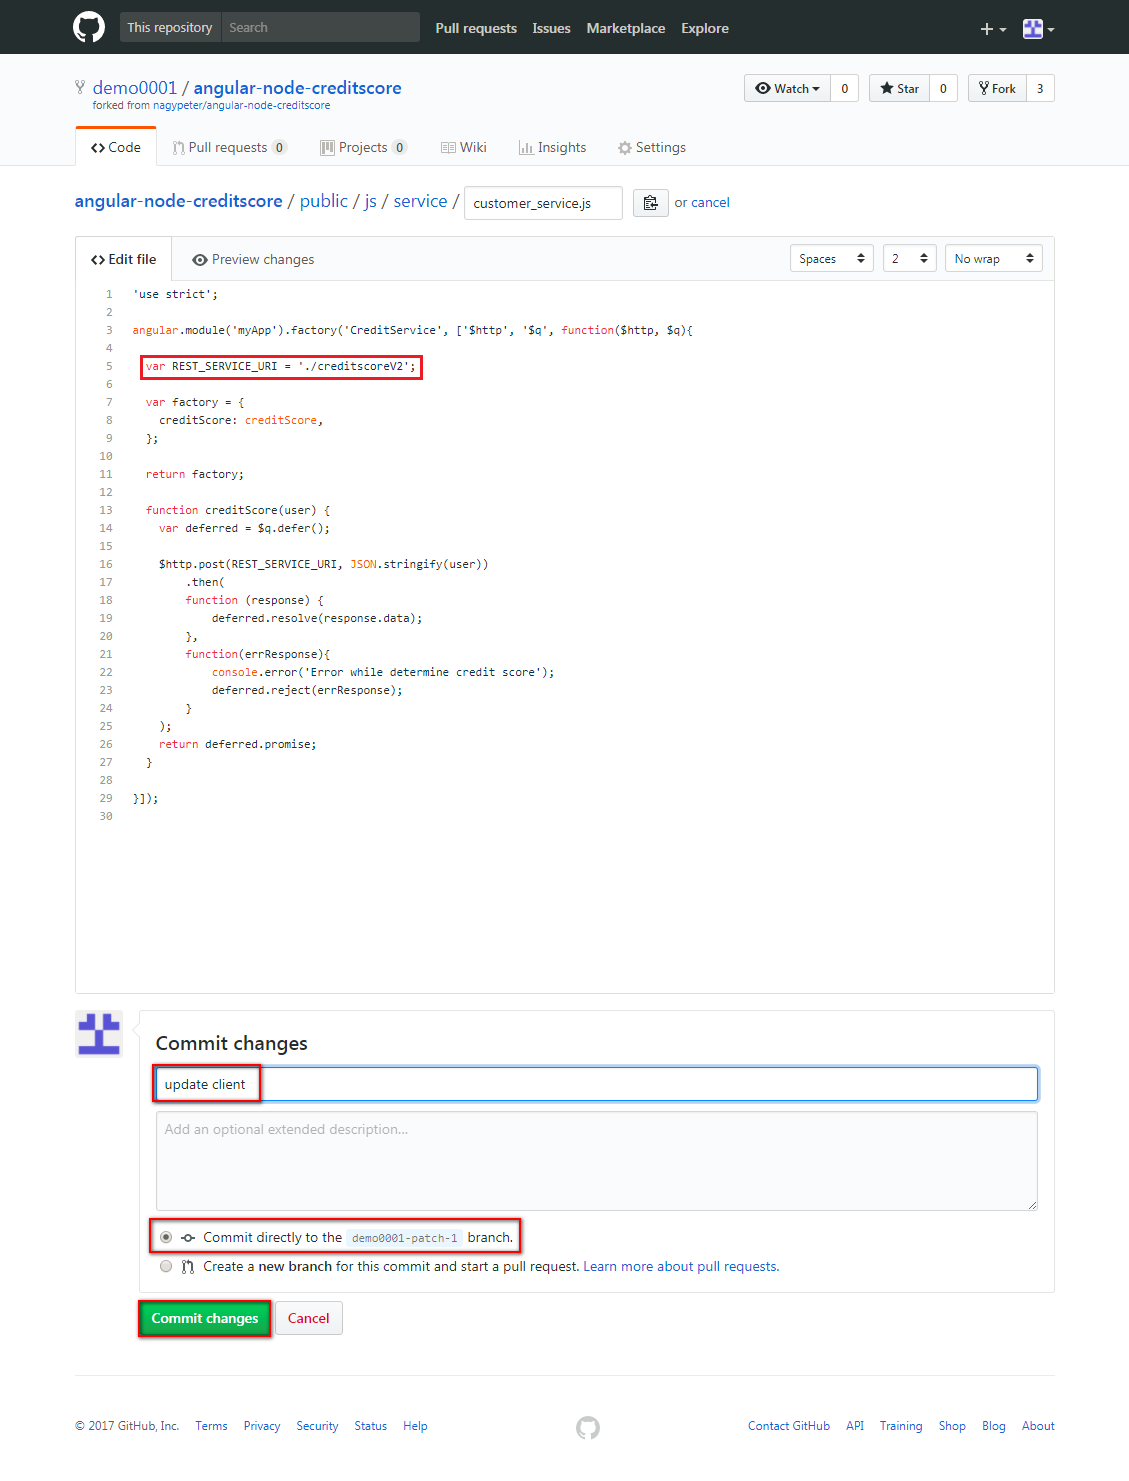 This repository Search Pull requests Issues Marketplace Explore
demo0001 / angular-node-creditscore
forked from nagypeter/angular-node-creditscore
Watch 0 Star 0 Fork 3
Code Pull requests 0 Projects 0 Wiki Insights Settings
angular-node-creditscore / public / js / service / customer_service.js or cancel
Edit file Preview changes Spaces 2 No wrap
1 'use strict';
2
3 angular.module('myApp').factory('CreditService', ['$http', '$q', function($http, $q){
4
5 var REST_SERVICE_URI = './creditscoreV2';
6
7 var factory = {
8 creditScore: creditScore,
9 };
10
11 return factory;
12
13 function creditScore(user) {
14 var deferred = $q.defer();
15
16 $http.post(REST_SERVICE_URI, JSON.stringify(user))
17 .then(
18 function (response) {
19 deferred.resolve(response.data);
20 },
21 function(errResponse){
22 console.error('Error while determine credit score');
23 deferred.reject(errResponse);
24 }
25 );
26 return deferred.promise;
27 }
28
29 }]);
30
Commit changes
update client
Add an optional extended description...
Commit directly to the demo0001-patch-1 branch.
Create a new branch for this commit and start a pull request. Learn more about pull requests.
Commit changes Cancel
© 2017 GitHub, Inc. Terms Privacy Security Status Help Contact GitHub API Training Shop Blog About